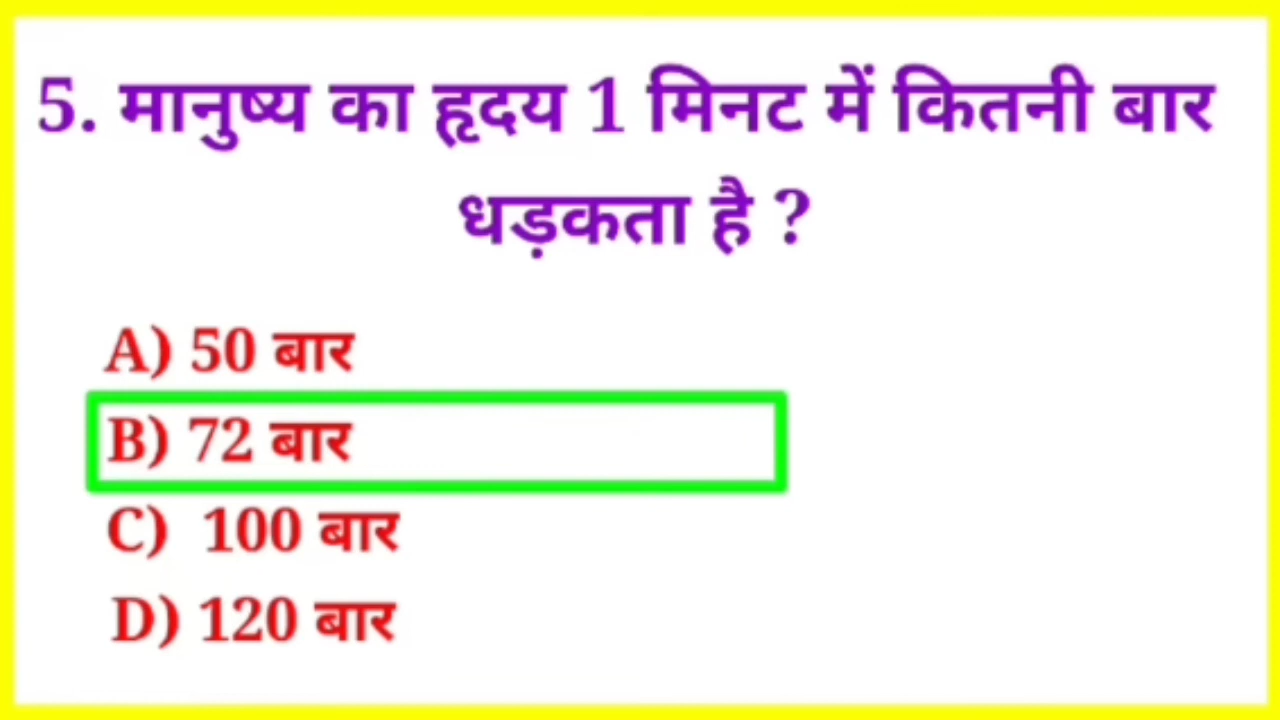 5. मानुष्य का हृदय 1 मिनट में कितनी बार
धड़कता है ?
A) 50 बार
B) 72 बार
C) 100 बार
D) 120 बार